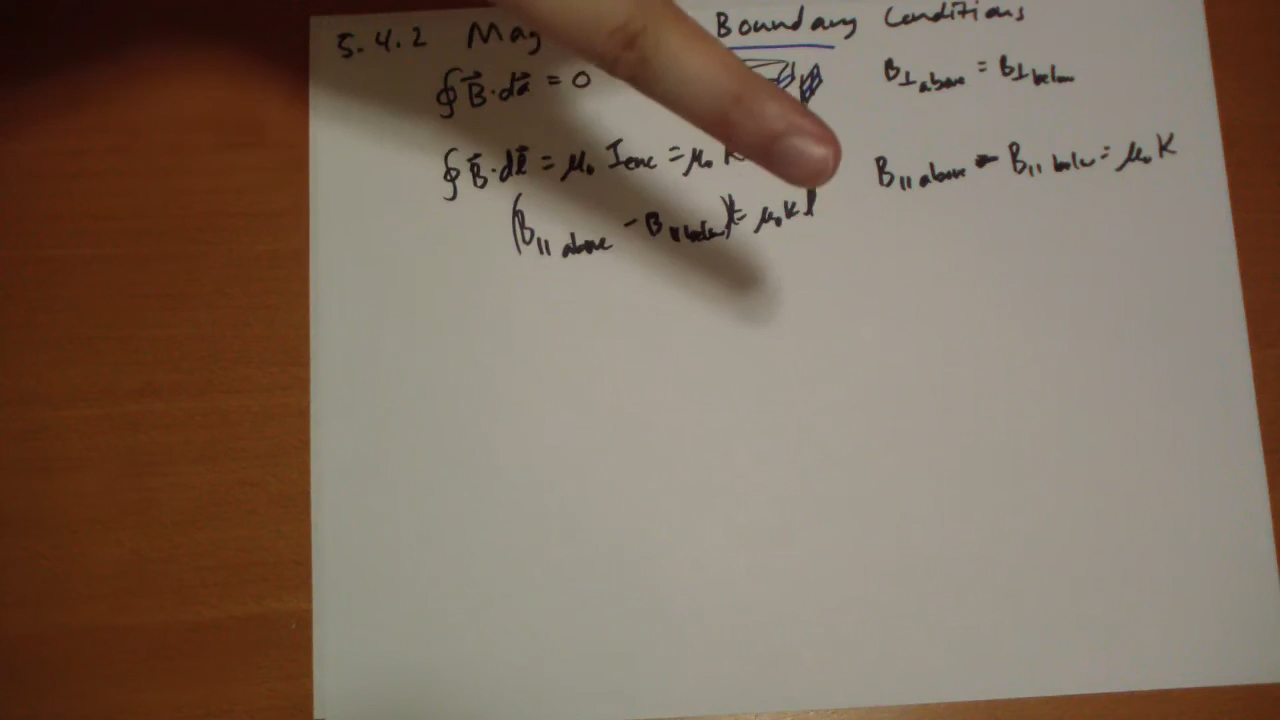 5.4.2 Mag Boundary Conditions
∮B⃗·da⃗ = 0
B⊥above = B⊥below
∮B⃗·dl⃗ = μ₀ Ienc = μ₀ K
B∥above - B∥below = μ₀K
(B∥above - B∥below)l = μ₀Kl